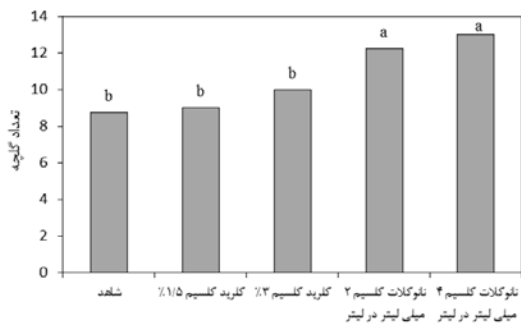 تعداد گلچه
14
12
10
8
6
4
2
0
b
b
b
a
a
شاهد
کلرید کلسیم ۱/۵٪
کلرید کلسیم ۳٪
نانوکلات کلسیم ۲
میلی لیتر در لیتر
نانوکلات کلسیم ۴
میلی لیتر در لیتر